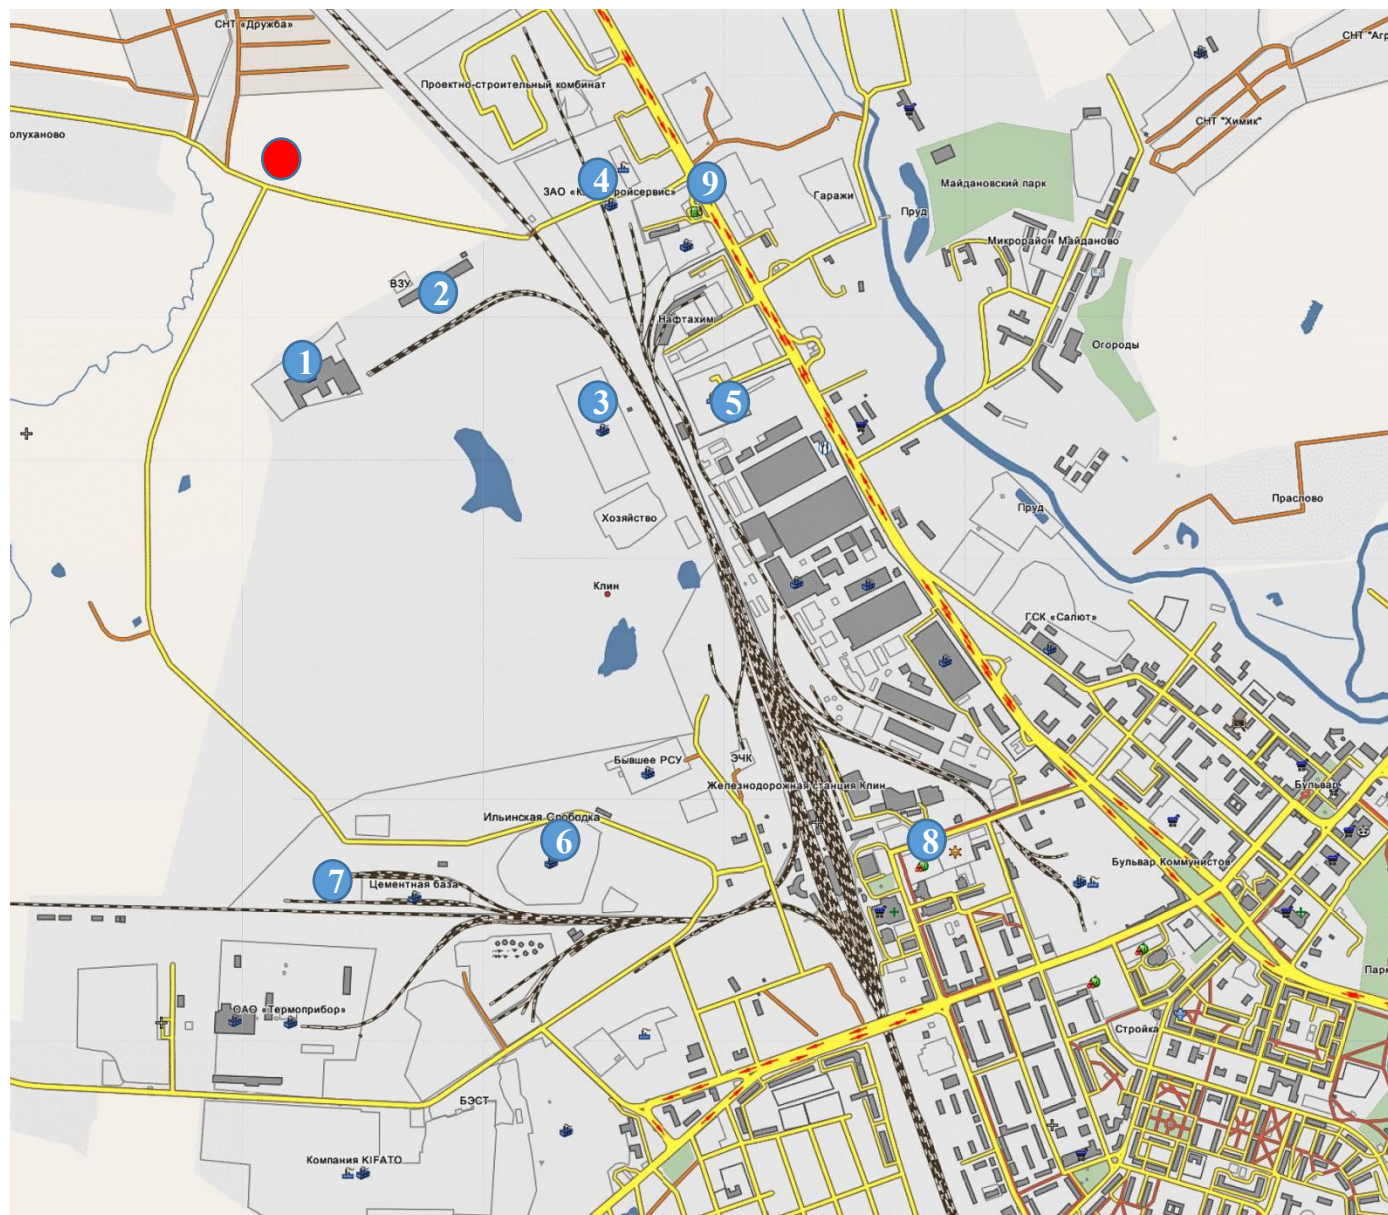 СНТ «Дружба»
СНТ "Агр
Проектно-строительный комбинат
СНТ "Химик"
олуханово
4
9
ЗАО «К ройсервис»
Майдановский парк
Гаражи
Пруд
Микрорайон Майданово
ВЗУ
2
Нафтахим
Огороды
1
3
5
Хозяйство
Праслово
Пруд
Клин
ГСК «Салют»
Бывшее РСУ
ЭЧК
Железнодорожная станция Клин
Бульвар
Ильинская Слободка
6
8
Бульвар Коммунистов
7
Цементная база
Парк
ОАО «Термоприбор»
Стройка
БЭСТ
Компания KIFATO